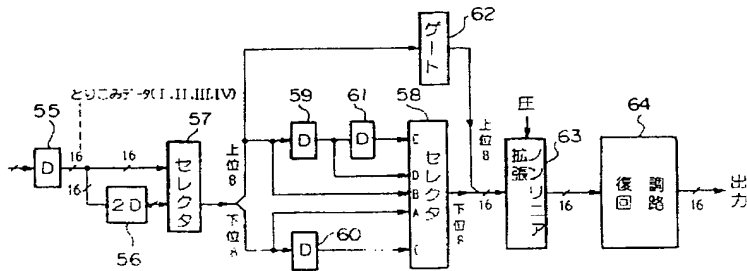 62
ゲート
とりこみデータ(I.II.III.IV)
55
D
16
16
16
2D
56
57
セレクタ
上位8
下位8
59
D
61
D
60
D
58
E
D
B
A
C
セレクタ
上位8
下位8
16
圧
63
拡張
ノンリニア
16
64
復調
回路
16
出力